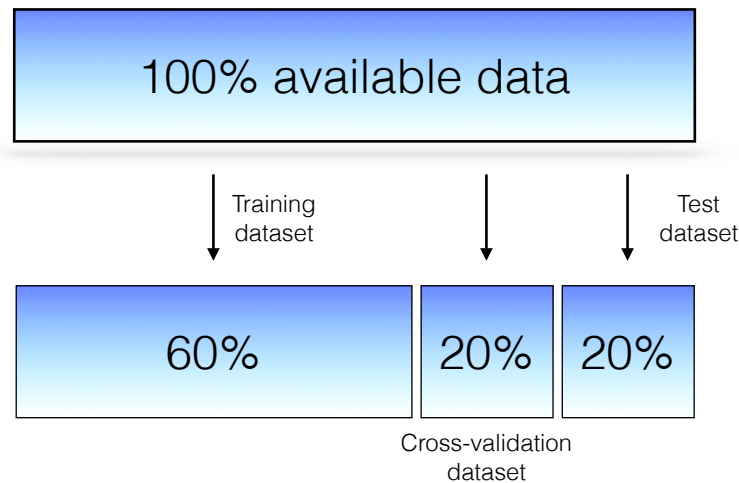 100% available data
Training
dataset
Test
dataset
60%
20%
20%
Cross-validation
dataset